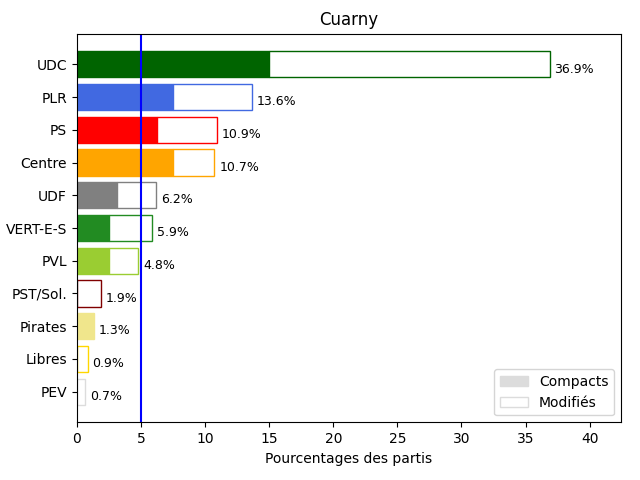 Cuarny
UDC 36.9%
PLR 13.6%
PS 10.9%
Centre 10.7%
UDF 6.2%
VERT-E-S 5.9%
PVL 4.8%
PST/Sol. 1.9%
Pirates 1.3%
Libres 0.9%
PEV 0.7%
Compacts
Modifiés
0 5 10 15 20 25 30 35 40
Pourcentages des partis